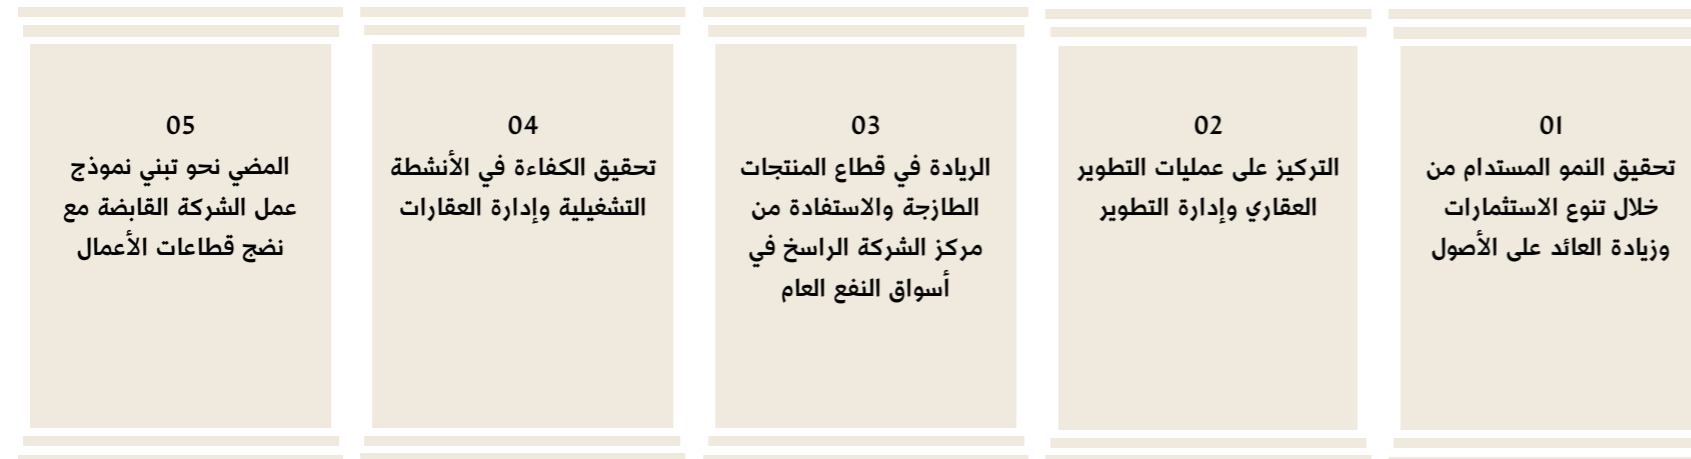 01
تحقيق النمو المستدام من
خلال تنوع الاستثمارات
وزيادة العائد على الأصول
02
التركيز على عمليات التطوير
العقاري وإدارة التطوير
03
الريادة في قطاع المنتجات
الطازجة والاستفادة من
مركز الشركة الراسخ في
أسواق النفع العام
04
تحقيق الكفاءة في الأنشطة
التشغيلية وإدارة العقارات
05
المضي نحو تبني نموذج
عمل الشركة القابضة مع
نضج قطاعات الأعمال